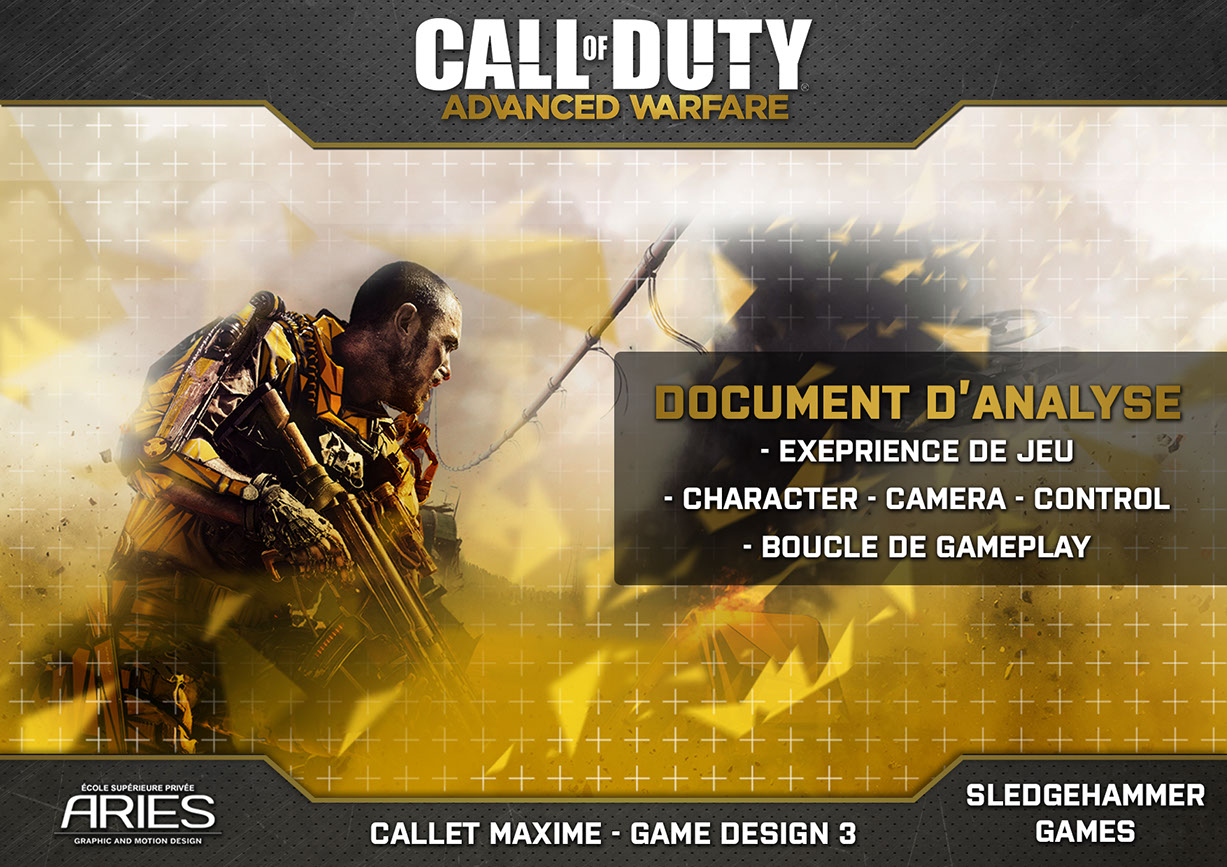 CALL OF DUTY®
ADVANCED WARFARE
DOCUMENT D'ANALYSE
- EXEPRIENCE DE JEU
- CHARACTER - CAMERA - CONTROL
- BOUCLE DE GAMEPLAY
ÉCOLE SUPÉRIEURE PRIVÉE
ARIES
GRAPHIC AND MOTION DESIGN
CALLET MAXIME - GAME DESIGN 3
SLEDGEHAMMER
GAMES